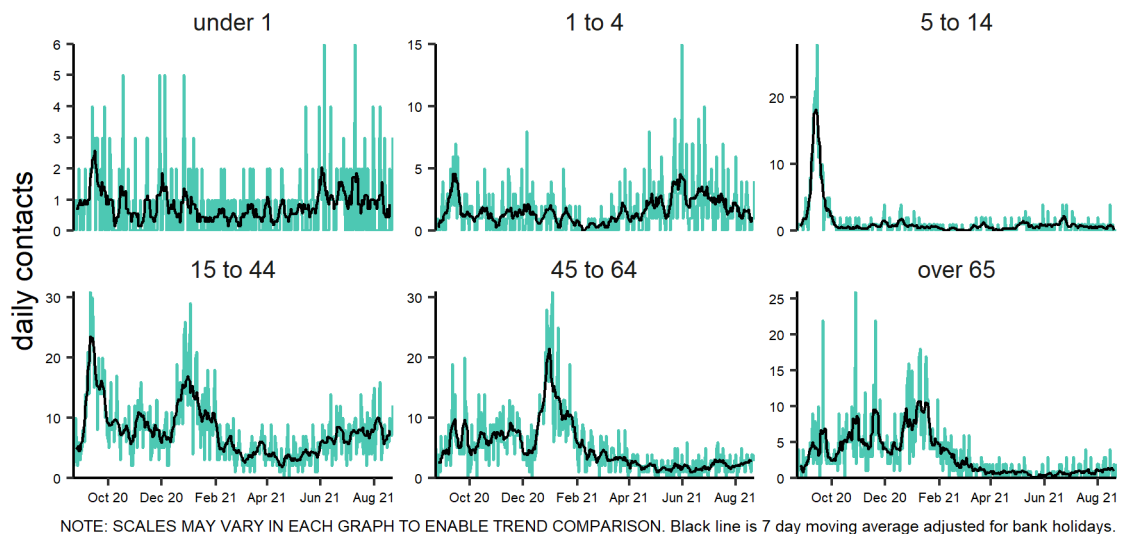 under 1
1 to 4
5 to 14
6
5
4
3
2
1
0
15
10
5
0
20
10
0
daily contacts
15 to 44
45 to 64
over 65
30
20
10
0
30
20
10
0
25
20
15
10
5
0
Oct 20 Dec 20 Feb 21 Apr 21 Jun 21 Aug 21
Oct 20 Dec 20 Feb 21 Apr 21 Jun 21 Aug 21
Oct 20 Dec 20 Feb 21 Apr 21 Jun 21 Aug 21
NOTE: SCALES MAY VARY IN EACH GRAPH TO ENABLE TREND COMPARISON. Black line is 7 day moving average adjusted for bank holidays.